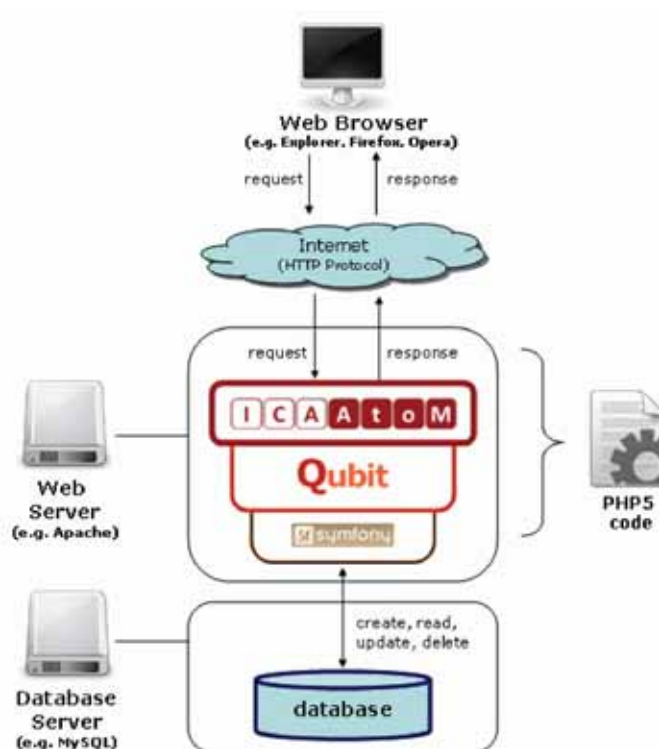 Web Browser
(e.g. Explorer, Firefox, Opera)
request
response
Internet
(HTTP Protocol)
request
response
ICAAtoM
Web
Server
(e.g. Apache)
Qubit
PHP5
code
Sf symfony
create, read,
update, delete
Database
Server
(e.g. MySQL)
database